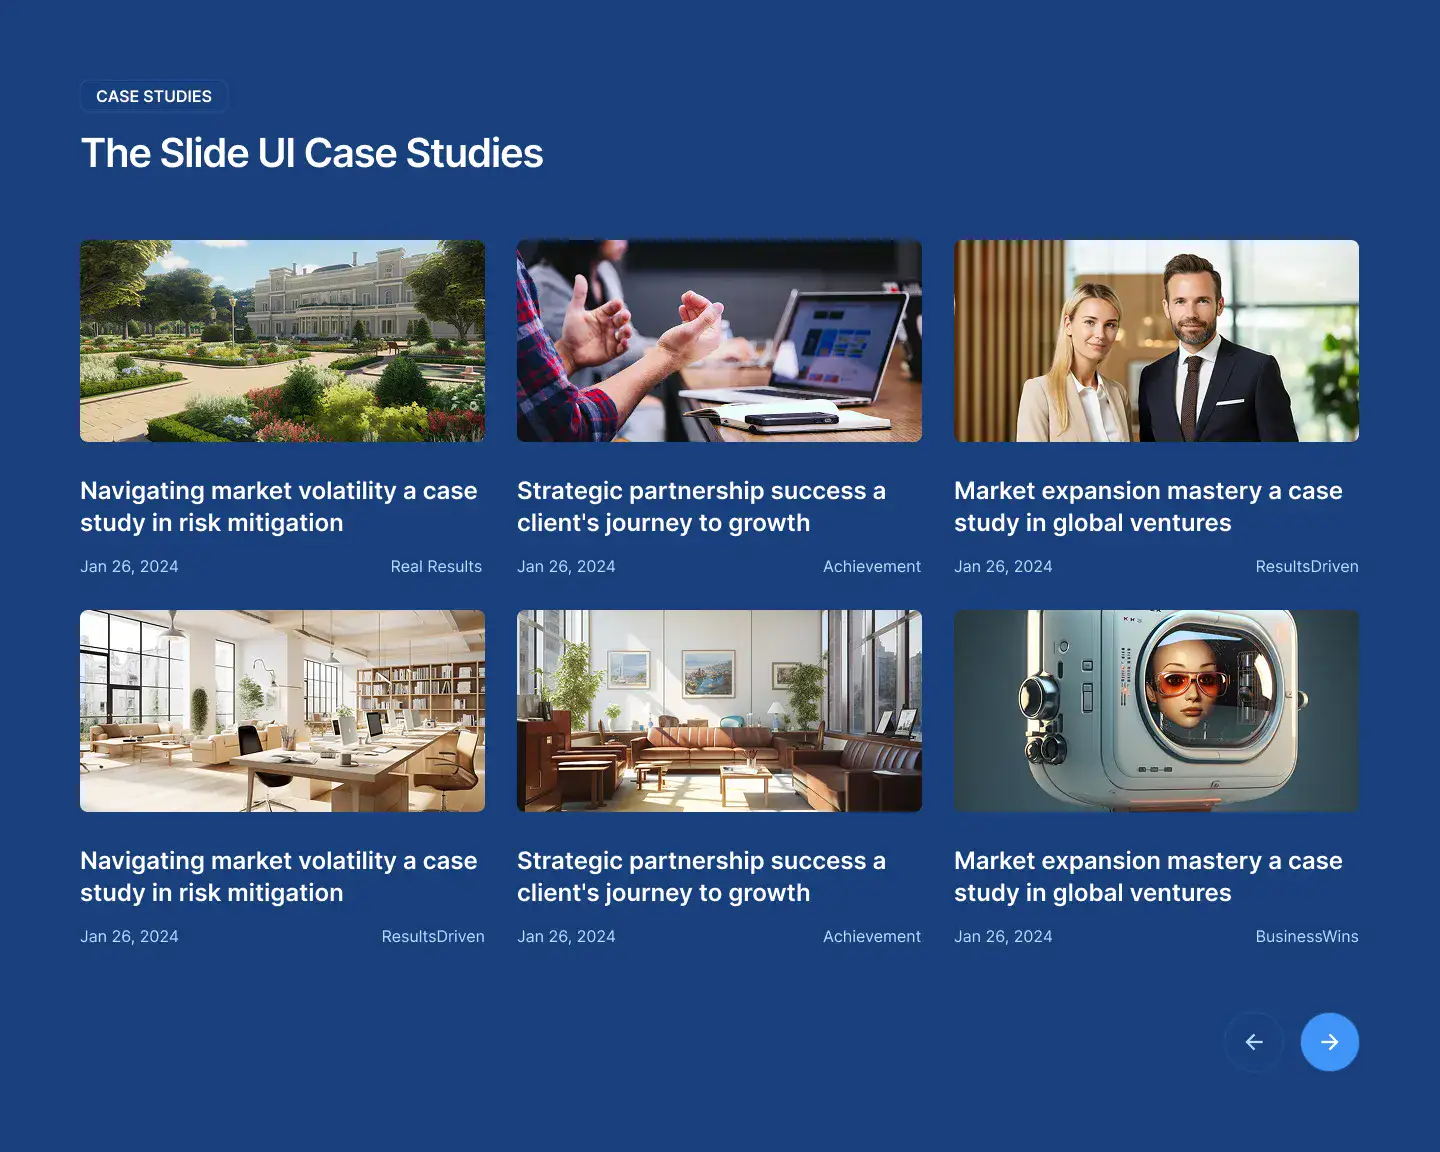 CASE STUDIES
The Slide UI Case Studies
Navigating market volatility a case
study in risk mitigation
Jan 26, 2024
Real Results
Strategic partnership success a
client's journey to growth
Jan 26, 2024
Achievement
Market expansion mastery a case
study in global ventures
Jan 26, 2024
ResultsDriven
Navigating market volatility a case
study in risk mitigation
Jan 26, 2024
ResultsDriven
Strategic partnership success a
client's journey to growth
Jan 26, 2024
Achievement
Market expansion mastery a case
study in global ventures
Jan 26, 2024
BusinessWins